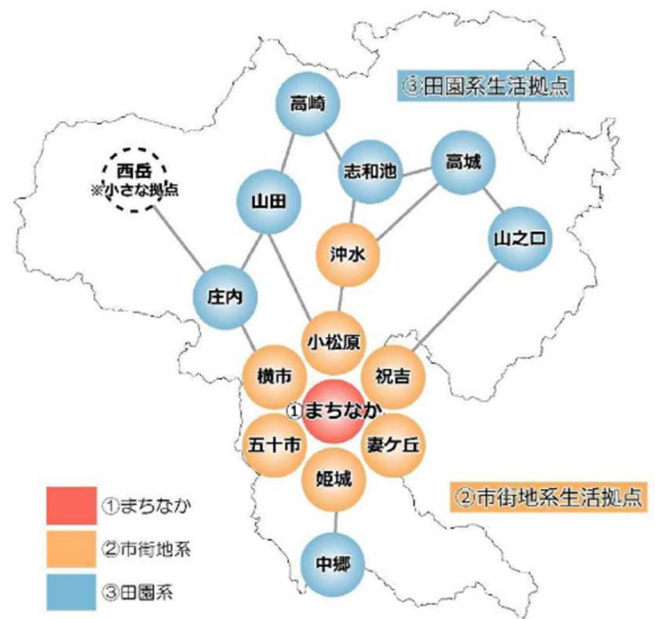 高崎
③田園系生活拠点
西岳
※小さな拠点
志和池
高城
山田
沖水
山之口
庄内
小松原
横市
祝吉
①まちなか
五十市
妻ケ丘
姫城
②市街地系生活拠点
①まちなか
②市街地系
中郷
③田園系